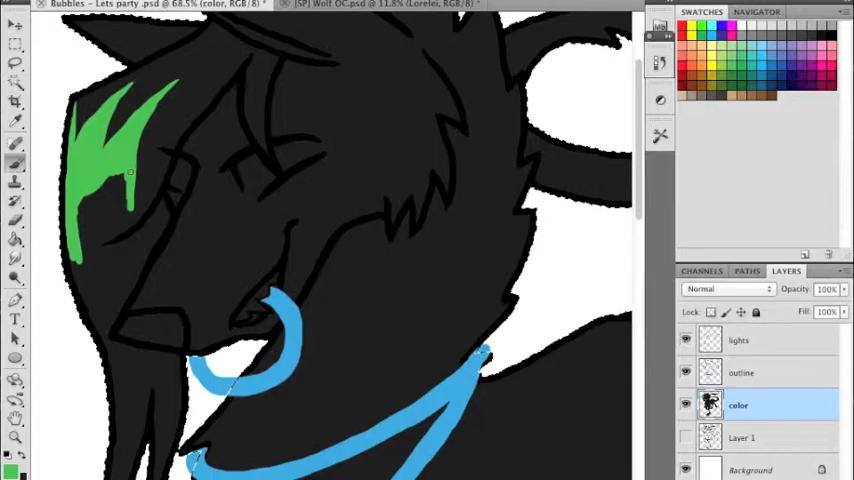 Bubbles – Lets party .psd @ 68.5% (color, RGB/8) *
[SP] Wolf OC.psd @ 11.8% (Lorelei, RGB/8) *
SWATCHES NAVIGATOR
Mb
CHANNELS PATHS LAYERS
Normal Opacity: 100%
Lock: Fill: 100%
lights
outline
color
Layer 1
Background
T